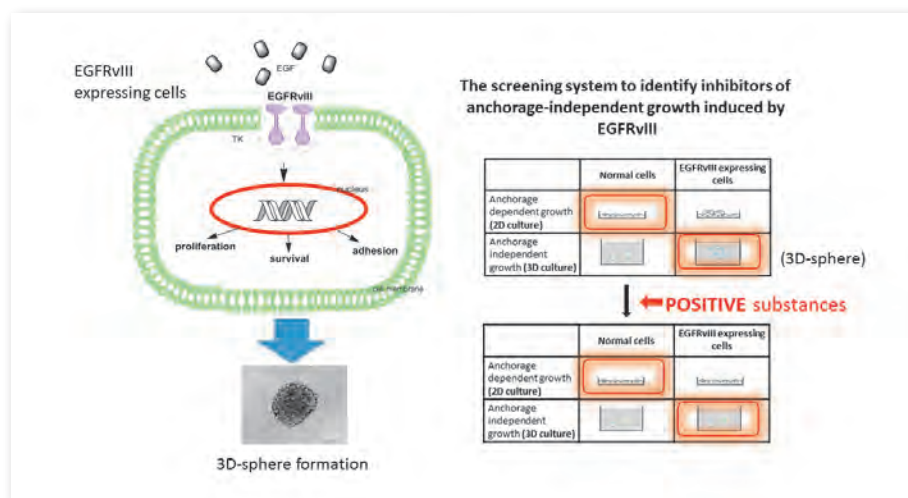 EGFRvIII
expressing cells
EGF
EGFRvIII
TK
nucleus
proliferation
survival
adhesion
cell membrane
3D-sphere formation
The screening system to identify inhibitors of
anchorage-independent growth induced by
EGFRvIII
Normal cells
EGFRvIII expressing
cells
Anchorage
dependent growth
(2D culture)
Anchorage
independent
growth (3D culture)
(3D-sphere)
POSITIVE substances
Normal cells
EGFRvIII expressing
cells
Anchorage
dependent growth
(2D culture)
Anchorage
independent
growth (3D culture)